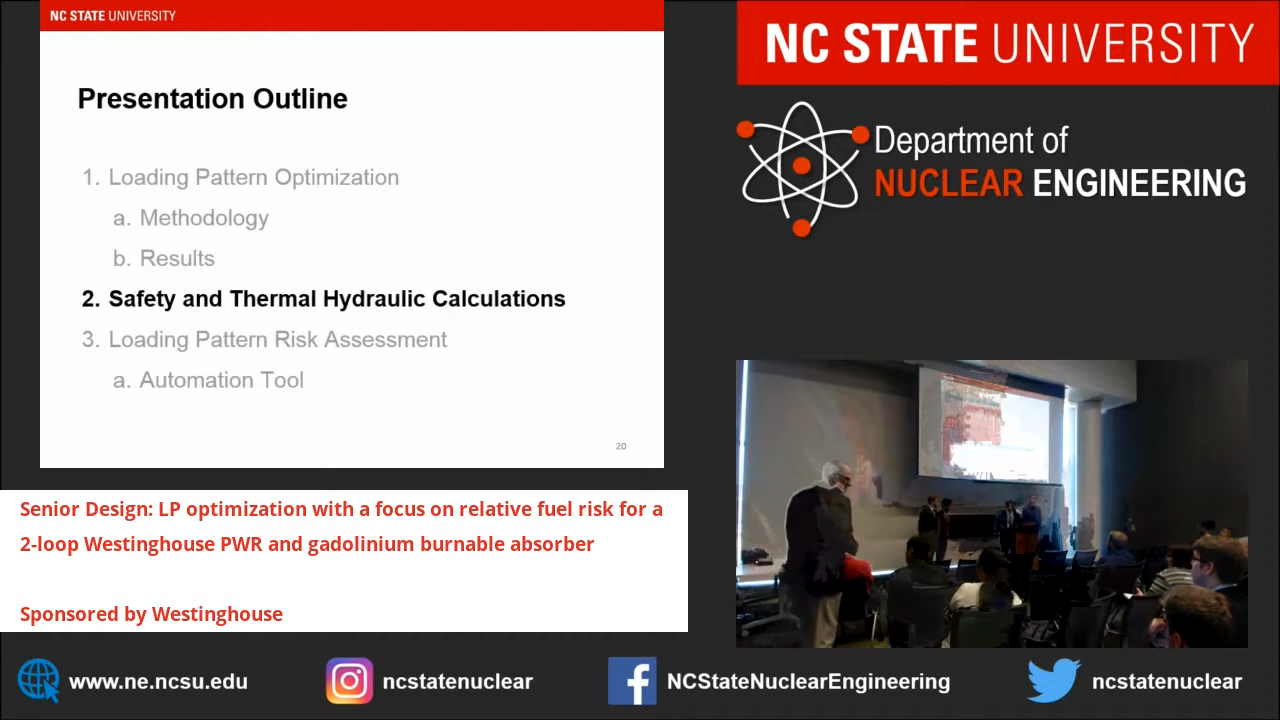 NC STATE UNIVERSITY
Presentation Outline
1. Loading Pattern Optimization
a. Methodology
b. Results
2. Safety and Thermal Hydraulic Calculations
3. Loading Pattern Risk Assessment
a. Automation Tool
20
NC STATE UNIVERSITY
Department of
NUCLEAR ENGINEERING
Senior Design: LP optimization with a focus on relative fuel risk for a
2-loop Westinghouse PWR and gadolinium burnable absorber
Sponsored by Westinghouse
www.ne.ncsu.edu
ncstatenuclear
NCStateNuclearEngineering
ncstatenuclear